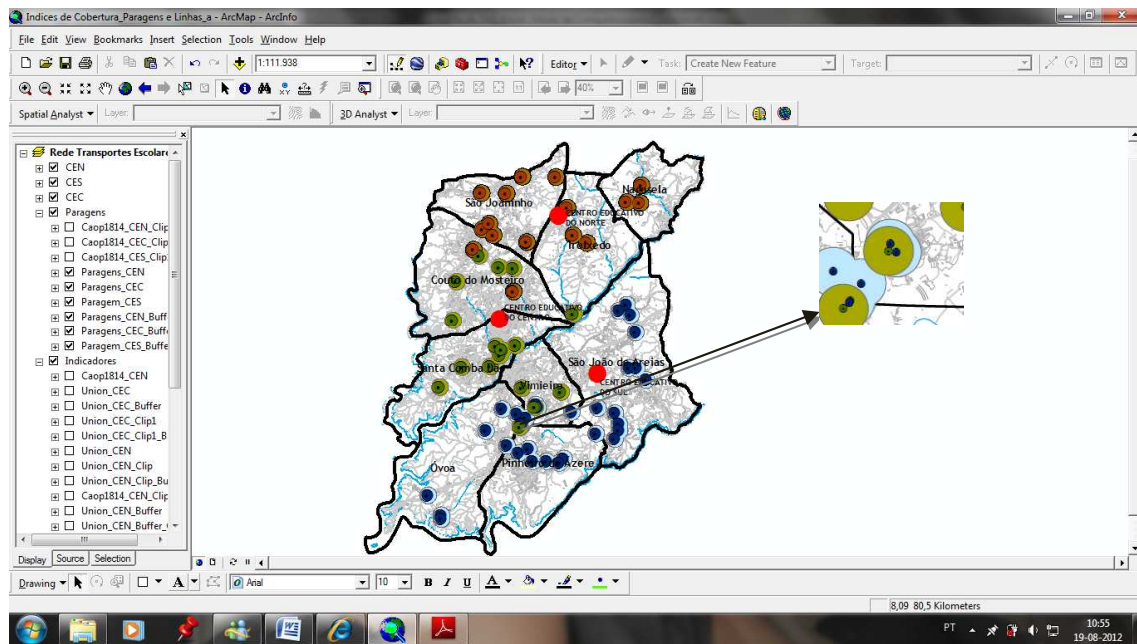 Indices de Cobertura_Paragens e Linhas_a - ArcMap - ArcInfo
File Edit View Bookmarks Insert Selection Tools Window Help
1:111.938
Editor
Task: Create New Feature
Target:
40%
Spatial Analyst
Layer:
3D Analyst
Layer:
Rede Transportes Escolare
CEN
CES
CEC
Paragens
Caop1814_CEN_Clip
Caop1814_CEC_Clip
Caop1814_CES_Clip
Paragens_CEN
Paragens_CEC
Paragem_CES
Paragens_CEN_Buff
Paragens_CEC_Buffe
Paragem_CES_Buffe
Indicadores
Caop1814_CEN
Union_CEC
Union_CEC_Buffer
Union_CEC_Clip1
Union_CEC_Clip1_B
Union_CEN
Union_CEN_Clip
Union_CEN_Clip_Bu
Caop1814_CEN_Clip
Union_CEN_Buffer
Union_CEN_Buffer_
Display Source Selection
São Joaninho
Nagosela
CENTRO EDUCATIVO
DO NORTE
Treixedo
Couto do Mosteiro
CENTRO EDUCATIVO
DO CENTRO
São João de Areias
Santa Comba Dão
CENTRO EDUCATIVO
DO SUL
Vimieiro
Óvoa
Pinheiro de Azere
Drawing
A
Arial
10
B I U A
8,09 80,5 Kilometers
PT
10:55
19-08-2012